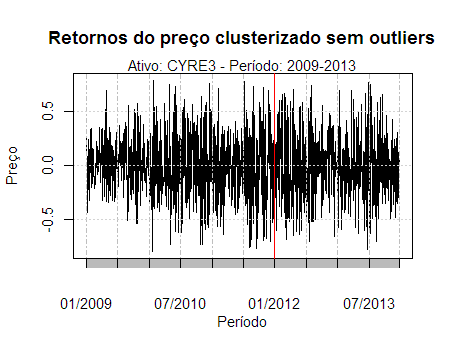 Retornos do preço clusterizado sem outliers
Ativo: CYRE3 - Período: 2009-2013
Preço
0.5
0.0
-0.5
01/2009 07/2010 01/2012 07/2013
Período